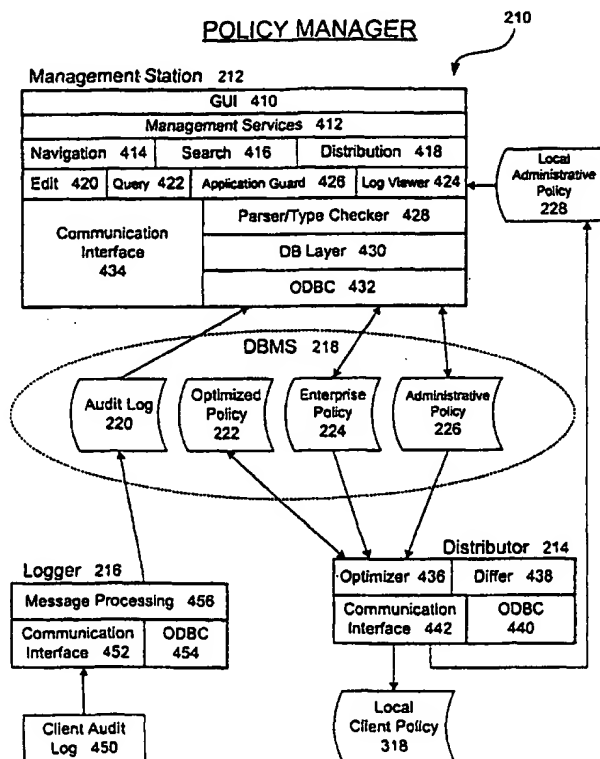 POLICY MANAGER
210
Management Station 212
GUI 410
Management Services 412
Navigation 414
Search 416
Distribution 418
Edit 420
Query 422
Application Guard 426
Log Viewer 424
Local
Administrative
Policy
228
Communication
Interface
434
Parser/Type Checker 428
DB Layer 430
ODBC 432
DBMS 218
Audit Log
220
Optimized
Policy
222
Enterprise
Policy
224
Administrative
Policy
226
Logger 216
Message Processing 456
Communication
Interface 452
ODBC
454
Client Audit
Log 450
Distributor 214
Optimizer 436
Differ 438
Communication
Interface 442
ODBC
440
Local
Client Policy
318